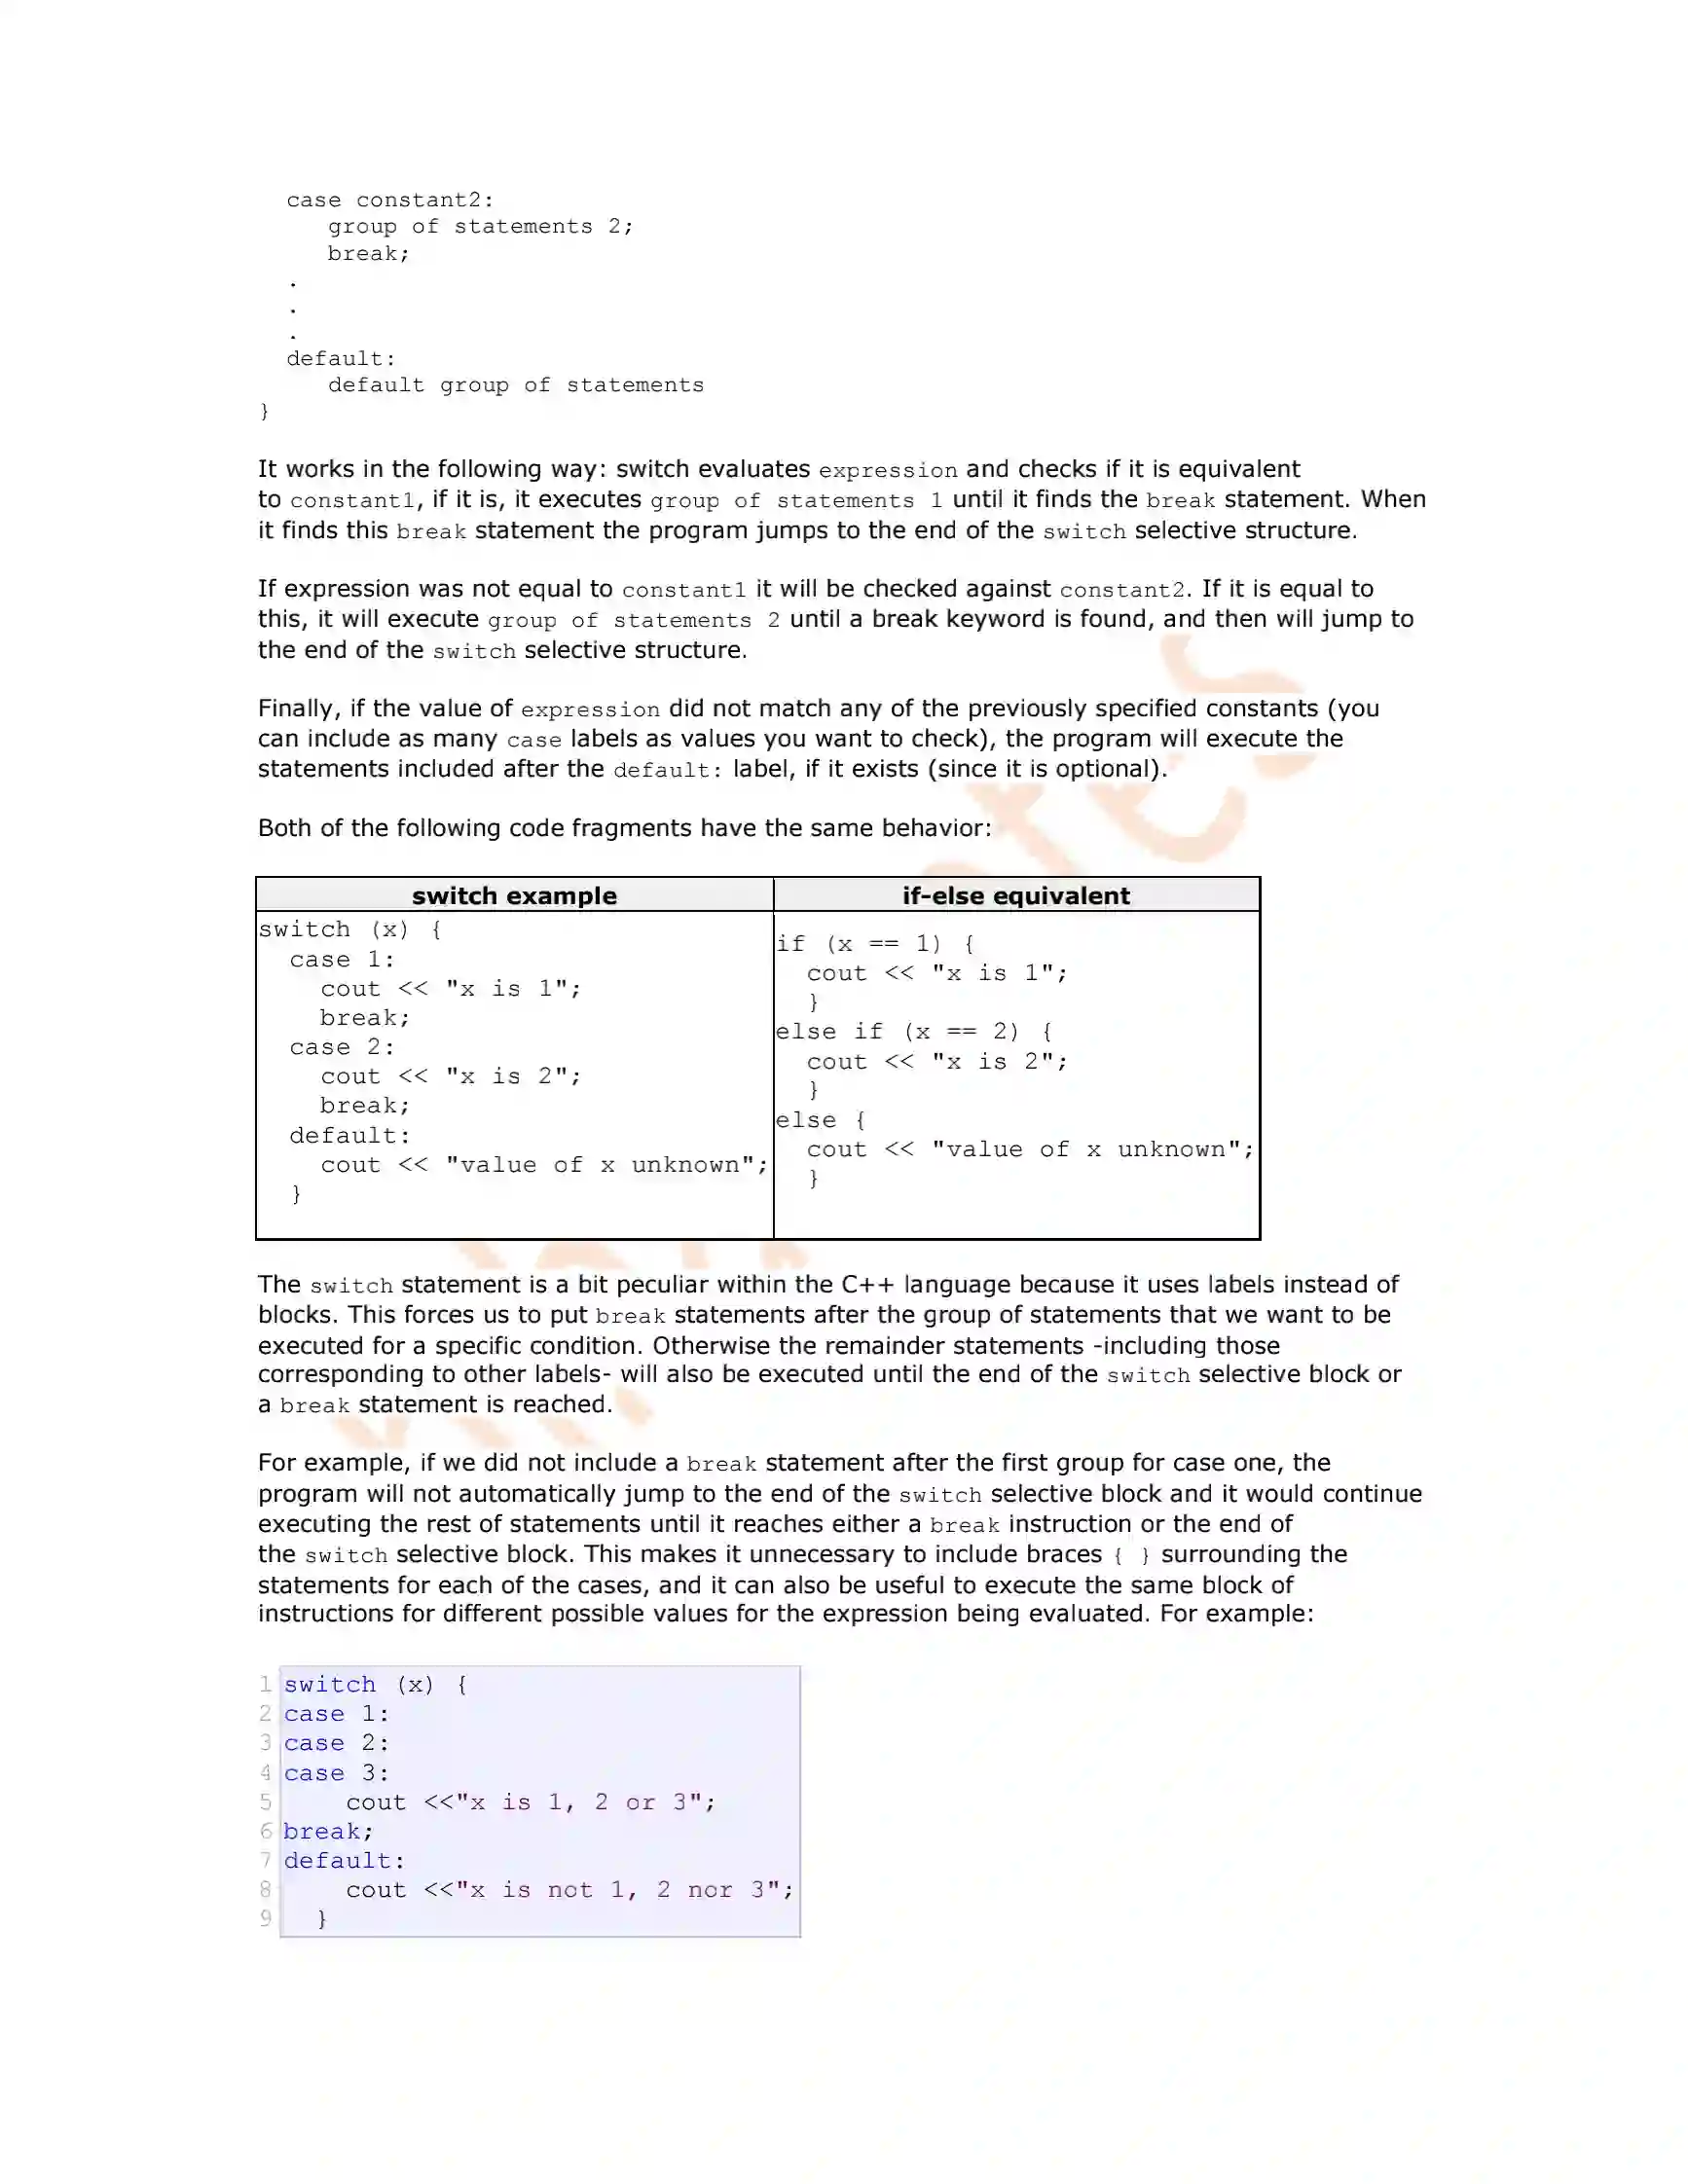 case constant2:
group of statements 2;
break;
.
.
.
default:
default group of statements
}
It works in the following way: switch evaluates expression and checks if it is equivalent
to constant1, if it is, it executes group of statements 1 until it finds the break statement. When
it finds this break statement the program jumps to the end of the switch selective structure.
If expression was not equal to constant1 it will be checked against constant2. If it is equal to
this, it will execute group of statements 2 until a break keyword is found, and then will jump to
the end of the switch selective structure.
Finally, if the value of expression did not match any of the previously specified constants (you
can include as many case labels as values you want to check), the program will execute the
statements included after the default: label, if it exists (since it is optional).
Both of the following code fragments have the same behavior:
switch example
switch (x) {
case 1:
cout << "x is 1";
break;
case 2:
cout << "x is 2";
break;
default:
cout << "value of x unknown";
}
if-else equivalent
if (x == 1) {
cout << "x is 1";
}
else if (x == 2) {
cout << "x is 2";
}
else {
cout << "value of x unknown";
}
The switch statement is a bit peculiar within the C++ language because it uses labels instead of
blocks. This forces us to put break statements after the group of statements that we want to be
executed for a specific condition. Otherwise the remainder statements -including those
corresponding to other labels- will also be executed until the end of the switch selective block or
a break statement is reached.
For example, if we did not include a break statement after the first group for case one, the
program will not automatically jump to the end of the switch selective block and it would continue
executing the rest of statements until it reaches either a break instruction or the end of
the switch selective block. This makes it unnecessary to include braces { } surrounding the
statements for each of the cases, and it can also be useful to execute the same block of
instructions for different possible values for the expression being evaluated. For example:
1 switch (x) {
2 case 1:
3 case 2:
4 case 3:
5 cout <<"x is 1, 2 or 3";
6 break;
7 default:
8 cout <<"x is not 1, 2 nor 3";
9 }